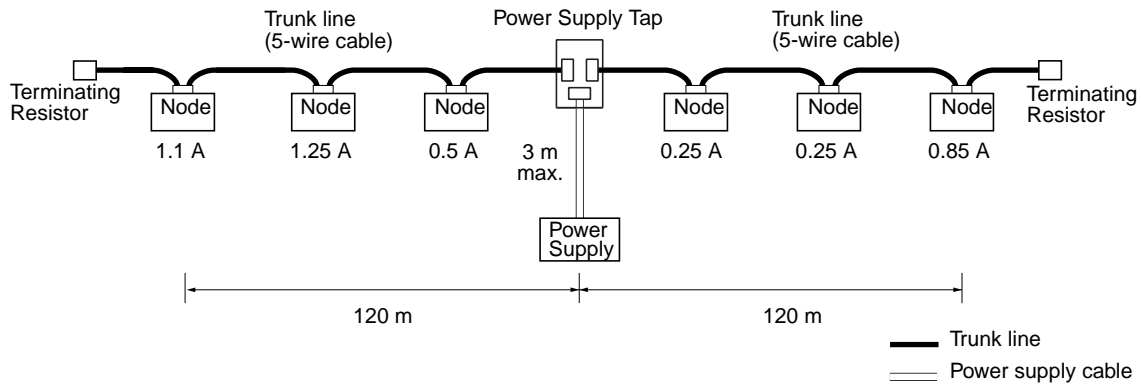 Power Supply Tap
Trunk line
(5-wire cable)
Trunk line
(5-wire cable)
Terminating
Resistor
Node
Node
Node
Node
Node
Node
Terminating
Resistor
1.1 A
1.25 A
0.5 A
3 m
max.
0.25 A
0.25 A
0.85 A
Power
Supply
120 m
120 m
Trunk line
Power supply cable